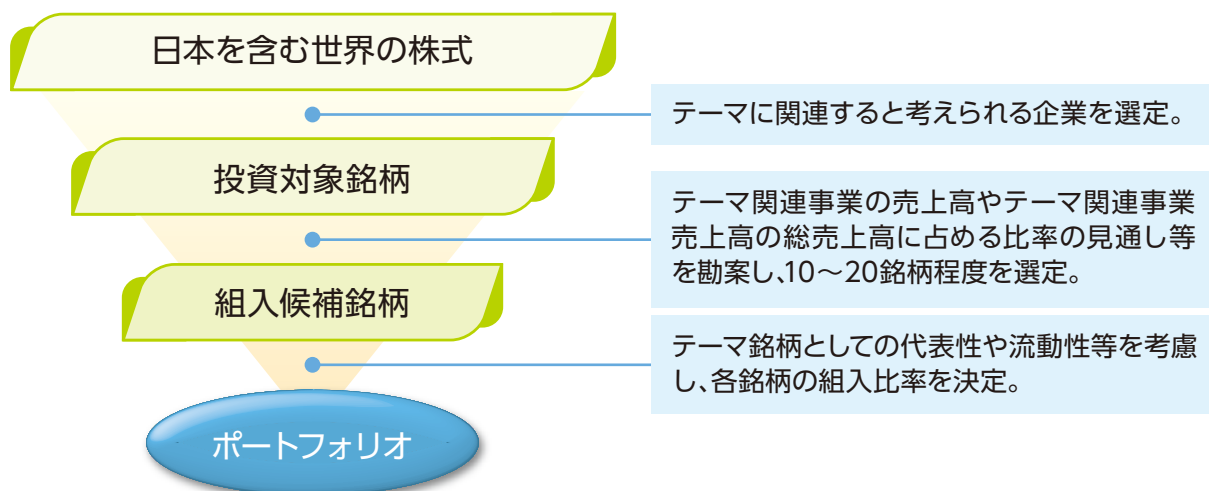 日本を含む世界の株式
テーマに関連すると考えられる企業を選定。
投資対象銘柄
テーマ関連事業の売上高やテーマ関連事業
売上高の総売上高に占める比率の見通し等
を勘案し、10〜20銘柄程度を選定。
組入候補銘柄
テーマ銘柄としての代表性や流動性等を考慮
し、各銘柄の組入比率を決定。
ポートフォリオ